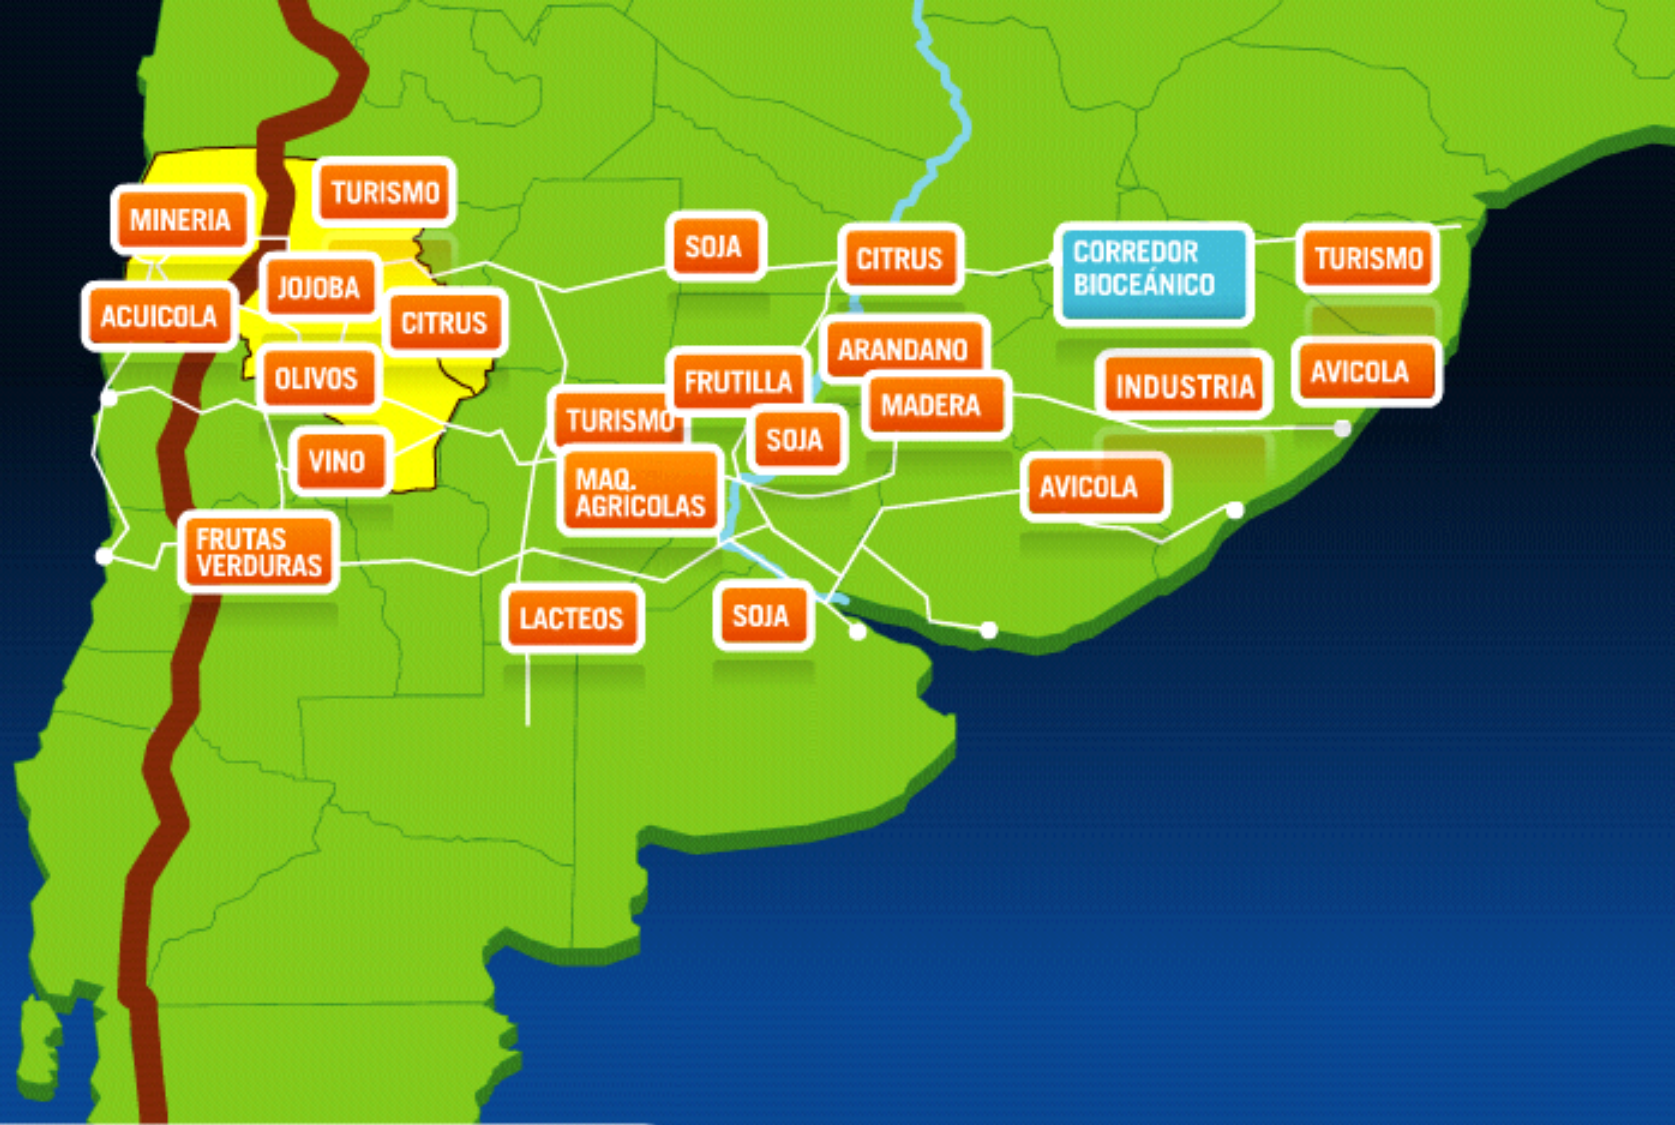 TURISMO
MINERIA
SOJA
CITRUS
CORREDOR
BIOCEÁNICO
TURISMO
JOJOBA
ACUICOLA
CITRUS
ARANDANO
OLIVOS
FRUTILLA
INDUSTRIA
AVICOLA
MADERA
TURISMO
SOJA
VINO
MAQ.
AGRICOLAS
AVICOLA
FRUTAS
VERDURAS
LACTEOS
SOJA